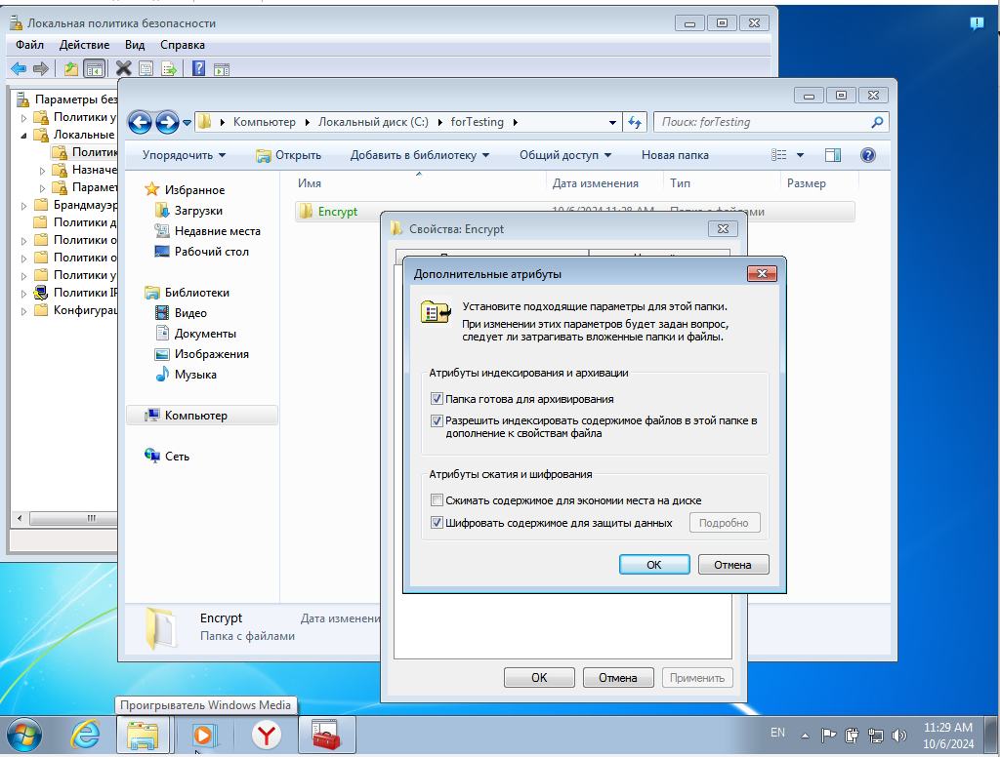 Локальная политика безопасности
Файл Действие Вид Справка
Параметры без
Политики у
Локальные
Политик
Назначе
Парамет
Брандмауэр
Политики д
Политики о
Политики о
Политики у
Политики IP
Конфигурац
Компьютер Локальный диск (C:) forTesting
Поиск: forTesting
Упорядочить Открыть Добавить в библиотеку Общий доступ Новая папка
Избранное
Загрузки
Недавние места
Рабочий стол
Библиотеки
Видео
Документы
Изображения
Музыка
Компьютер
Сеть
Имя Дата изменения Тип Размер
Encrypt 10/6/2024 11:28 AM Папка с файлами
Свойства: Encrypt
Дополнительные атрибуты
Установите подходящие параметры для этой папки.
При изменении этих параметров будет задан вопрос,
следует ли затрагивать вложенные папки и файлы.
Атрибуты индексирования и архивации
Папка готова для архивирования
Разрешить индексировать содержимое файлов в этой папке в
дополнение к свойствам файла
Атрибуты сжатия и шифрования
Сжимать содержимое для экономии места на диске
Шифровать содержимое для защиты данных Подробно
OK Отмена
Encrypt Дата изменени
Папка с файлами
OK Отмена Применить
Проигрыватель Windows Media
EN
11:29 AM
10/6/2024